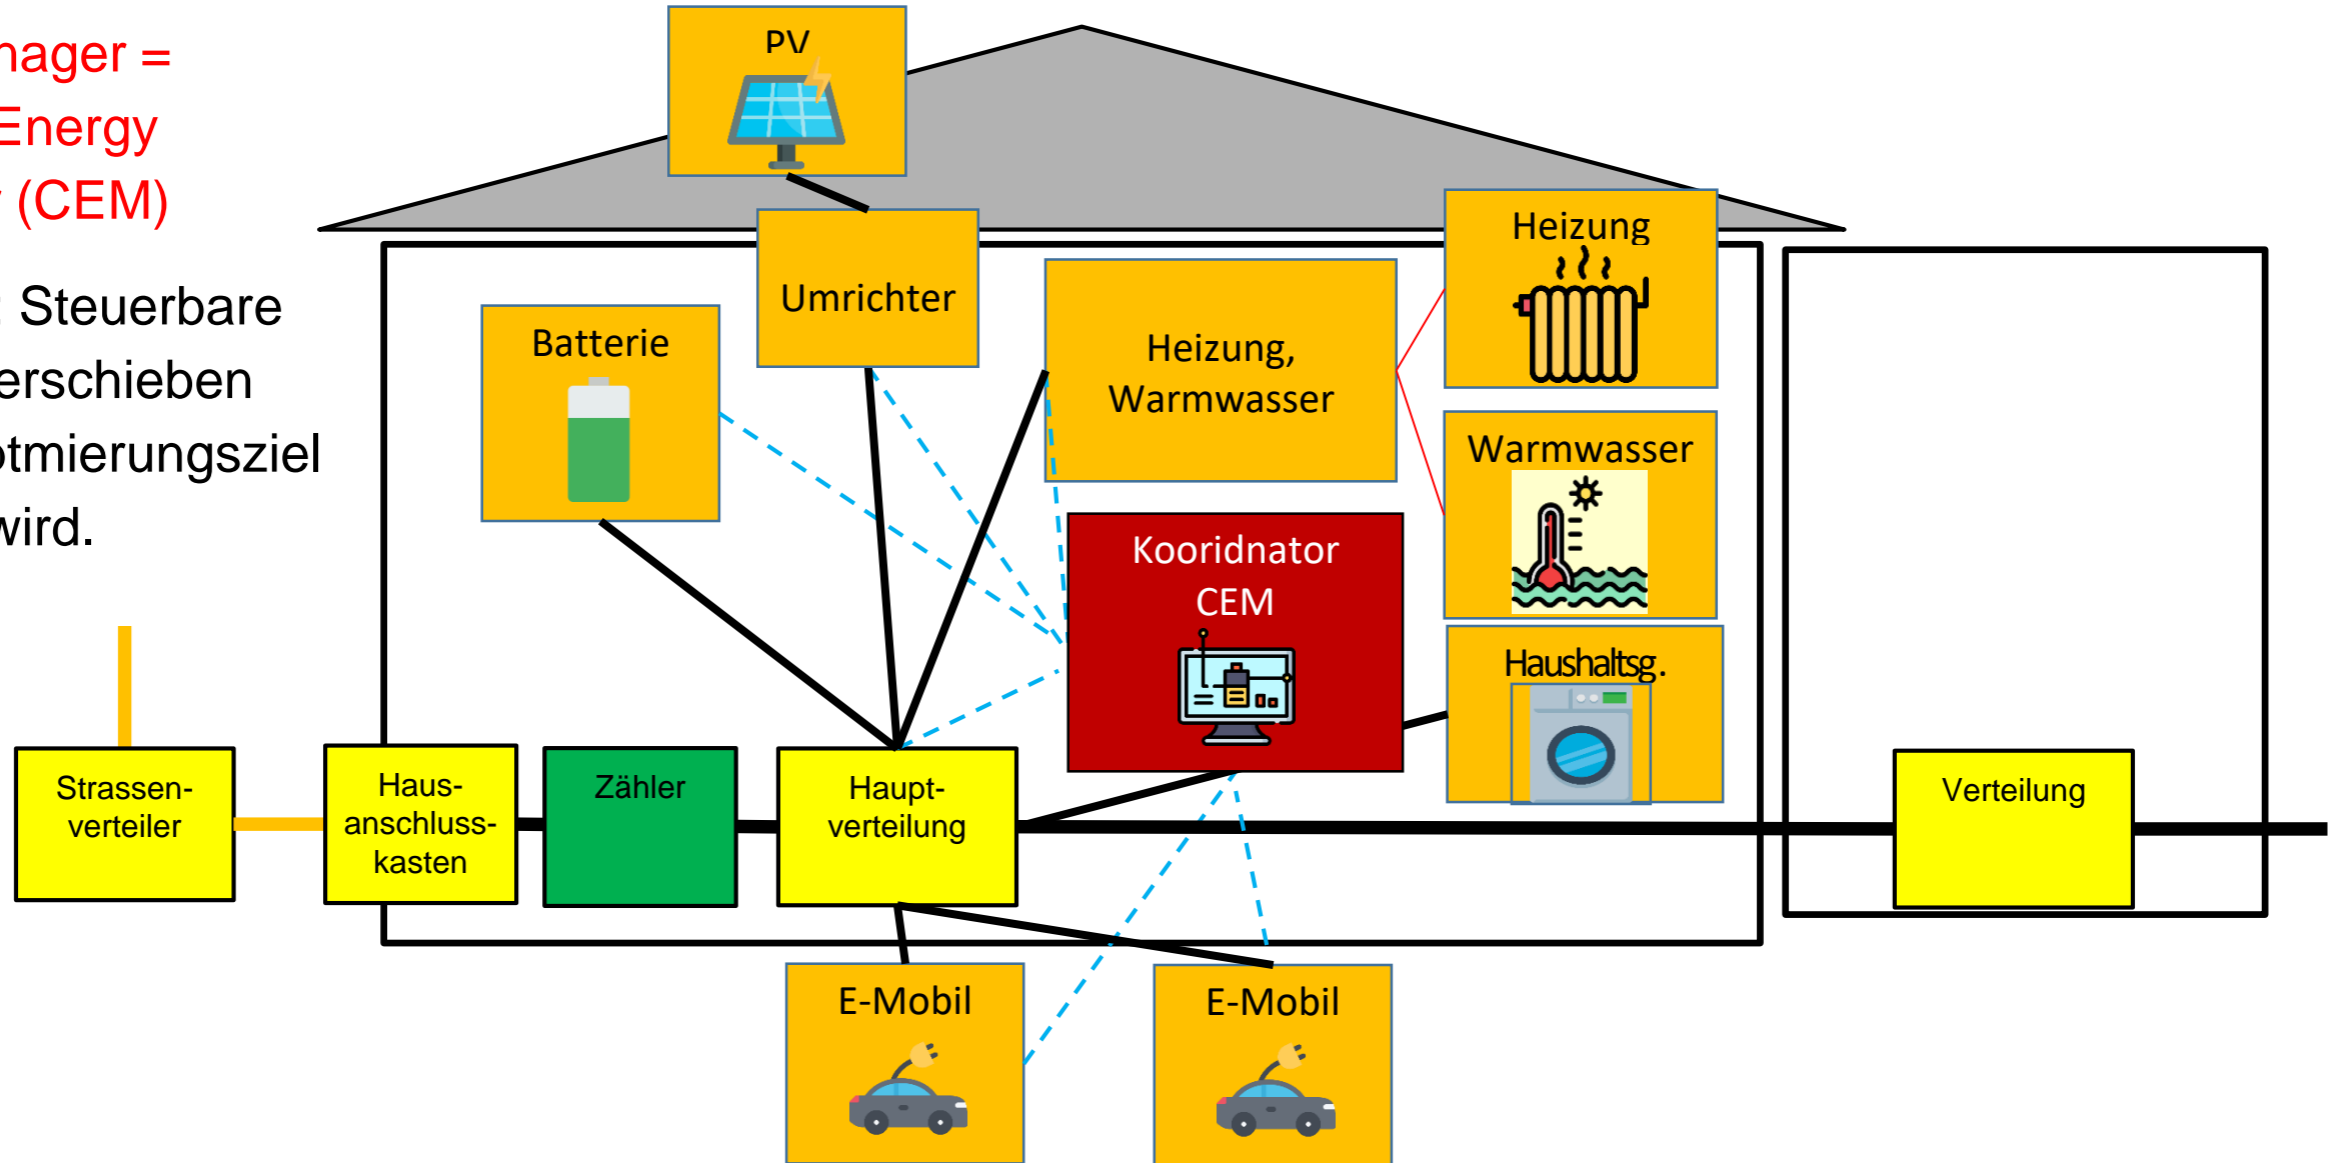 nager =
Energy
(CEM)
Steuerbare
erschieben
otmierungsziel
wird.
PV
Umrichter
Batterie
Heizung,
Warmwasser
Heizung
Warmwasser
Kooridnator
CEM
Haushaltsg.
Strassen-
verteiler
Haus-
anschluss-
kasten
Zähler
Haupt-
verteilung
Verteilung
E-Mobil
E-Mobil